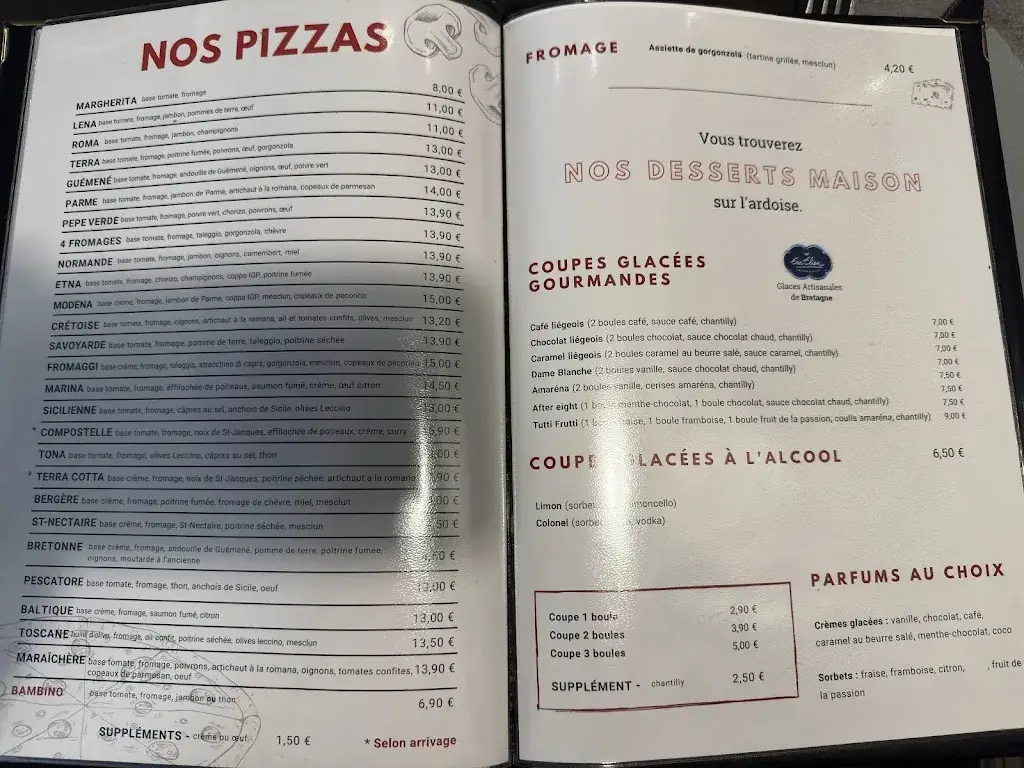 NOS PIZZAS
MARGHERITA base tomate, fromage 8,00 €
LENA base tomate, fromage, jambon, pommes de terre, œuf 11,00 €
ROMA base tomate, fromage, jambon, champignons 11,00 €
TERRA base tomate, fromage, poitrine fumée, poivrons, œuf, gorgonzola 13,00 €
GUÉMENÉ base tomate, fromage, andouille de Guémené, oignons, œuf, poivre vert 13,00 €
PARME base tomate, fromage, jambon de Parme, artichaut à la romana, copeaux de parmesan 14,00 €
PEPE VERDE base tomate, fromage, poivre vert, chorizo, poivrons, œuf 13,90 €
4 FROMAGES base tomate, fromage, taleggio, gorgonzola, chèvre 13,90 €
NORMANDE base tomate, fromage, jambon, oignons, camembert, miel 13,90 €
ETNA base tomate, fromage, chorizo, champignons, coppa IGP, poitrine fumée 13,90 €
MODENA base crème, fromage, jambon de Parme, coppa IGP, mesclun, copeaux de pecorino 15,00 €
CRÉTOISE base tomate, fromage, oignons, artichaut à la romana, ail et tomates confits, olives, mesclun 13,20 €
SAVOYARDE base tomate, fromage, pomme de terre, taleggio, poitrine séchée 13,90 €
FROMAGGI base crème, fromage, taleggio, stracchino di capra, gorgonzola, mesclun, copeaux de pécorino 15,00 €
MARINA base tomate, fromage, effilochée de poireaux, saumon fumé, crème, œuf citron 14,50 €
SICILIENNE base tomate, fromage, câpres au sel, anchois de Sicile, olives Leccino 13,00 €
* COMPOSTELLE base tomate, fromage, noix de St-Jacques, effilochée de poireaux, crème, curry 5,90 €
TONA base tomate, fromage, olives Leccino, câpres au sel, thon ,00 €
* TERRA COTTA base crème, fromage, noix de St-Jacques, poitrine séchée, artichaut à la romana ,90 €
BERGÈRE base crème, fromage, poitrine fumée, fromage de chèvre, miel, mesclun ,00 €
ST-NECTAIRE base crème, fromage, St-Nectaire, poitrine séchée, mesclun ,50 €
BRETONNE base crème, fromage, andouille de Guémené, pomme de terre, poitrine fumée,
oignons, moutarde à l'ancienne €
PESCATORE base tomate, fromage, thon, anchois de Sicile, oeuf 13,00 €
BALTIQUE base crème, fromage, saumon fumé, citron 13,00 €
TOSCANE huile d'olive, fromage, ail confit, poitrine séchée, olives leccino, mesclun 13,50 €
MARAÎCHÈRE base tomate, fromage, poivrons, artichaut à la romana, oignons, tomates confites, 13,90 €
copeaux de parmesan, oeuf
BAMBINO base tomate, fromage, jambon ou thon 6,90 €
SUPPLÉMENTS - crème ou œuf 1,50 €
* Selon arrivage
FROMAGE Assiette de gorgonzola (tartine grillée, mesclun) 4,20 €
Vous trouverez
NOS DESSERTS MAISON
sur l'ardoise.
COUPES GLACÉES
GOURMANDES
Glaces Artisanales
de Bretagne
Café liégeois (2 boules café, sauce café, chantilly) 7,00 €
Chocolat liégeois (2 boules chocolat, sauce chocolat chaud, chantilly) 7,00 €
Caramel liégeois (2 boules caramel au beurre salé, sauce caramel, chantilly) 7,00 €
Dame Blanche (2 boules vanille, sauce chocolat chaud, chantilly) 7,00 €
Amaréna (2 boules vanille, cerises amaréna, chantilly) 7,50 €
7,50 €
After eight (1 boule menthe-chocolat, 1 boule chocolat, sauce chocolat chaud, chantilly) 7,50 €
Tutti Frutti (1 boule fraise, 1 boule framboise, 1 boule fruit de la passion, coulis amaréna, chantilly) 9,00 €
COUPES GLACÉES À L'ALCOOL 6,50 €
Limon (sorbet limoncello)
Colonel (sorbet vodka)
Coupe 1 boule 2,90 €
Coupe 2 boules 3,90 €
Coupe 3 boules 5,00 €
SUPPLÉMENT - chantilly 2,50 €
PARFUMS AU CHOIX
Crèmes glacées : vanille, chocolat, café,
caramel au beurre salé, menthe-chocolat, coco
Sorbets : fraise, framboise, citron, , fruit de
la passion